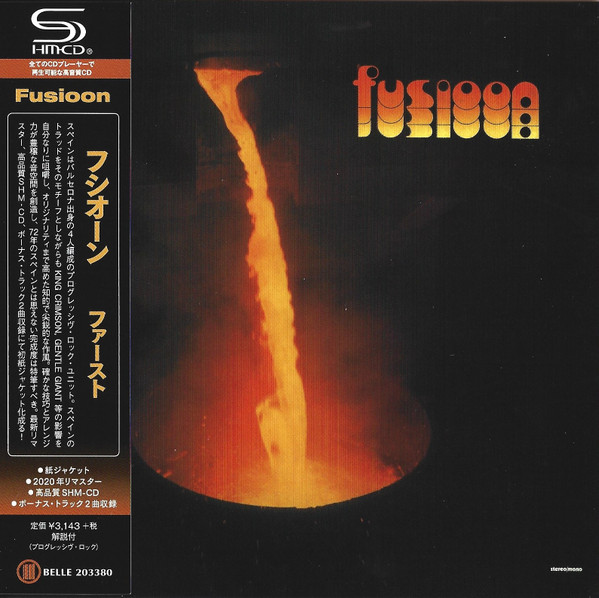 SHM-CD®
全てのCDプレーヤーで
再生可能な高音質CD
Fusioon
フシオーン　ファースト
スペインはバルセロナ出身の4人編成のプログレッシヴ・ロック・ユニット。スペインの
トラッドをそのモチーフとしながらも KING CRIMSON, GENTLE GIANT 等の影響を
自分なりに咀嚼し、オリジナリティまで高めた知的で尖鋭的な作風。確かな技巧とアレンジ
力が豊穣な音空間を創造し、72年のスペインとは思えない完成度は特筆すべき。最新リマ
スター、高品質SHM-CD、ボーナス・トラック2曲収録にて初紙ジャケット化成る！
●紙ジャケット
●2020年リマスター
●高品質SHM-CD
●ボーナス・トラック2曲収録
定価¥3,143+税
解説付
(プログレッシヴ・ロック)
BELLE 203380
fusioon
stereo/mono